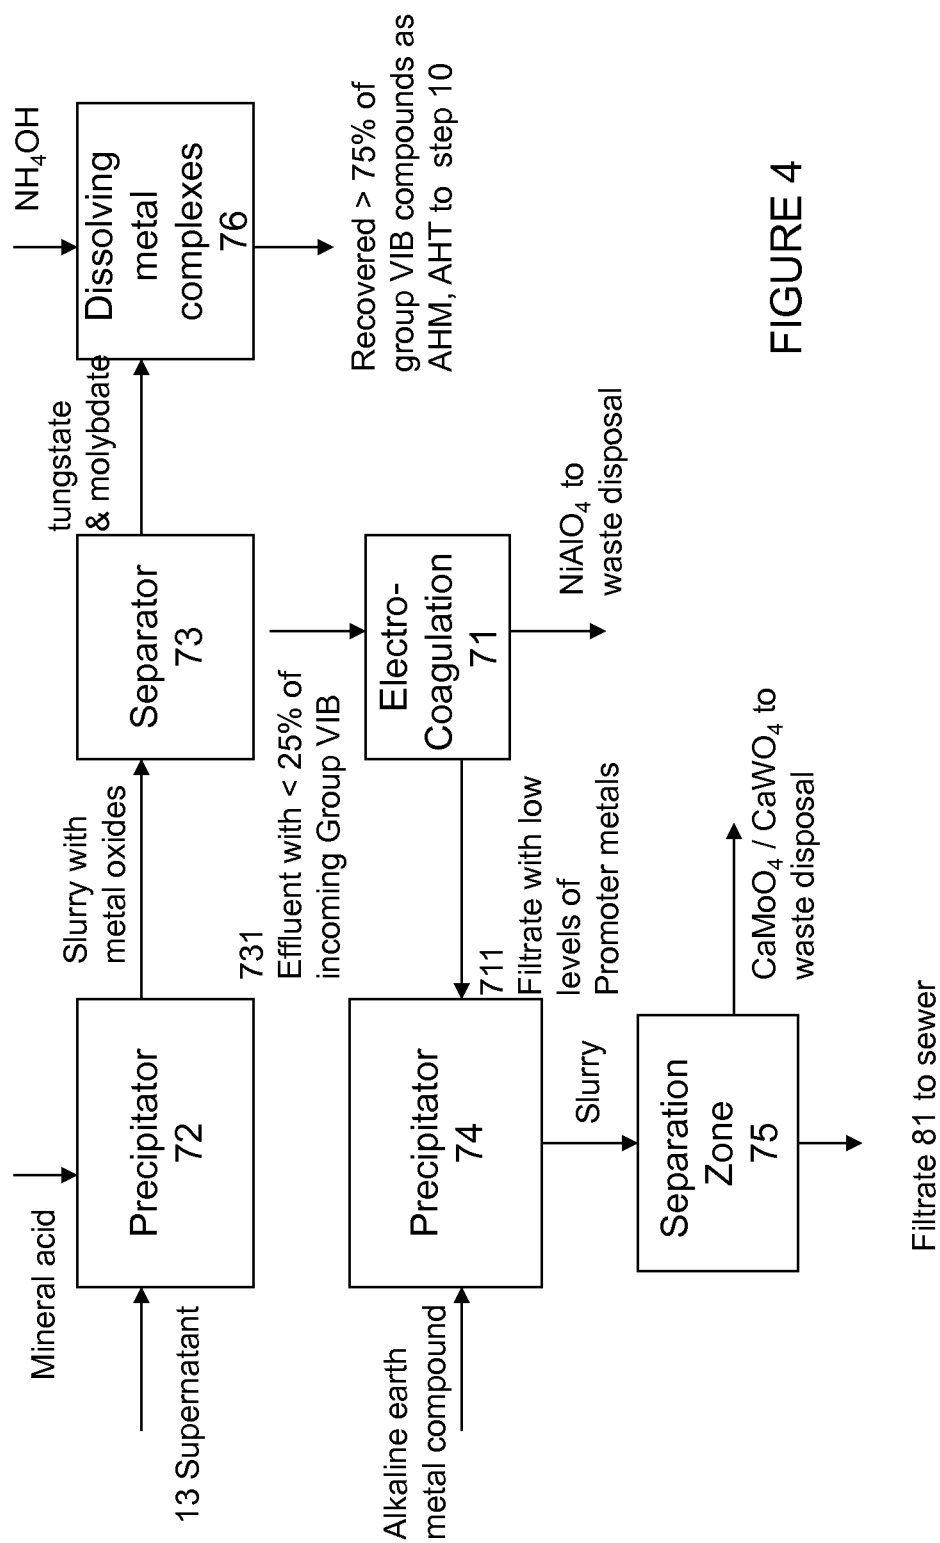 Mineral acid
13 Supernatant
Precipitator
72
Slurry with
metal oxides
Separator
73
tungstate
& molybdate
NH₄OH
Dissolving
metal
complexes
76
Recovered > 75% of
group VIB compounds as
AHM, AHT to step 10
731
Effluent with < 25% of
incoming Group VIB
Electro-
Coagulation
71
NiAlO₄ to
waste disposal
711
Filtrate with low
levels of
Promoter metals
Alkaline earth
metal compound
Precipitator
74
Slurry
Separation
Zone
75
CaMoO₄ / CaWO₄ to
waste disposal
Filtrate 81 to sewer
FIGURE 4